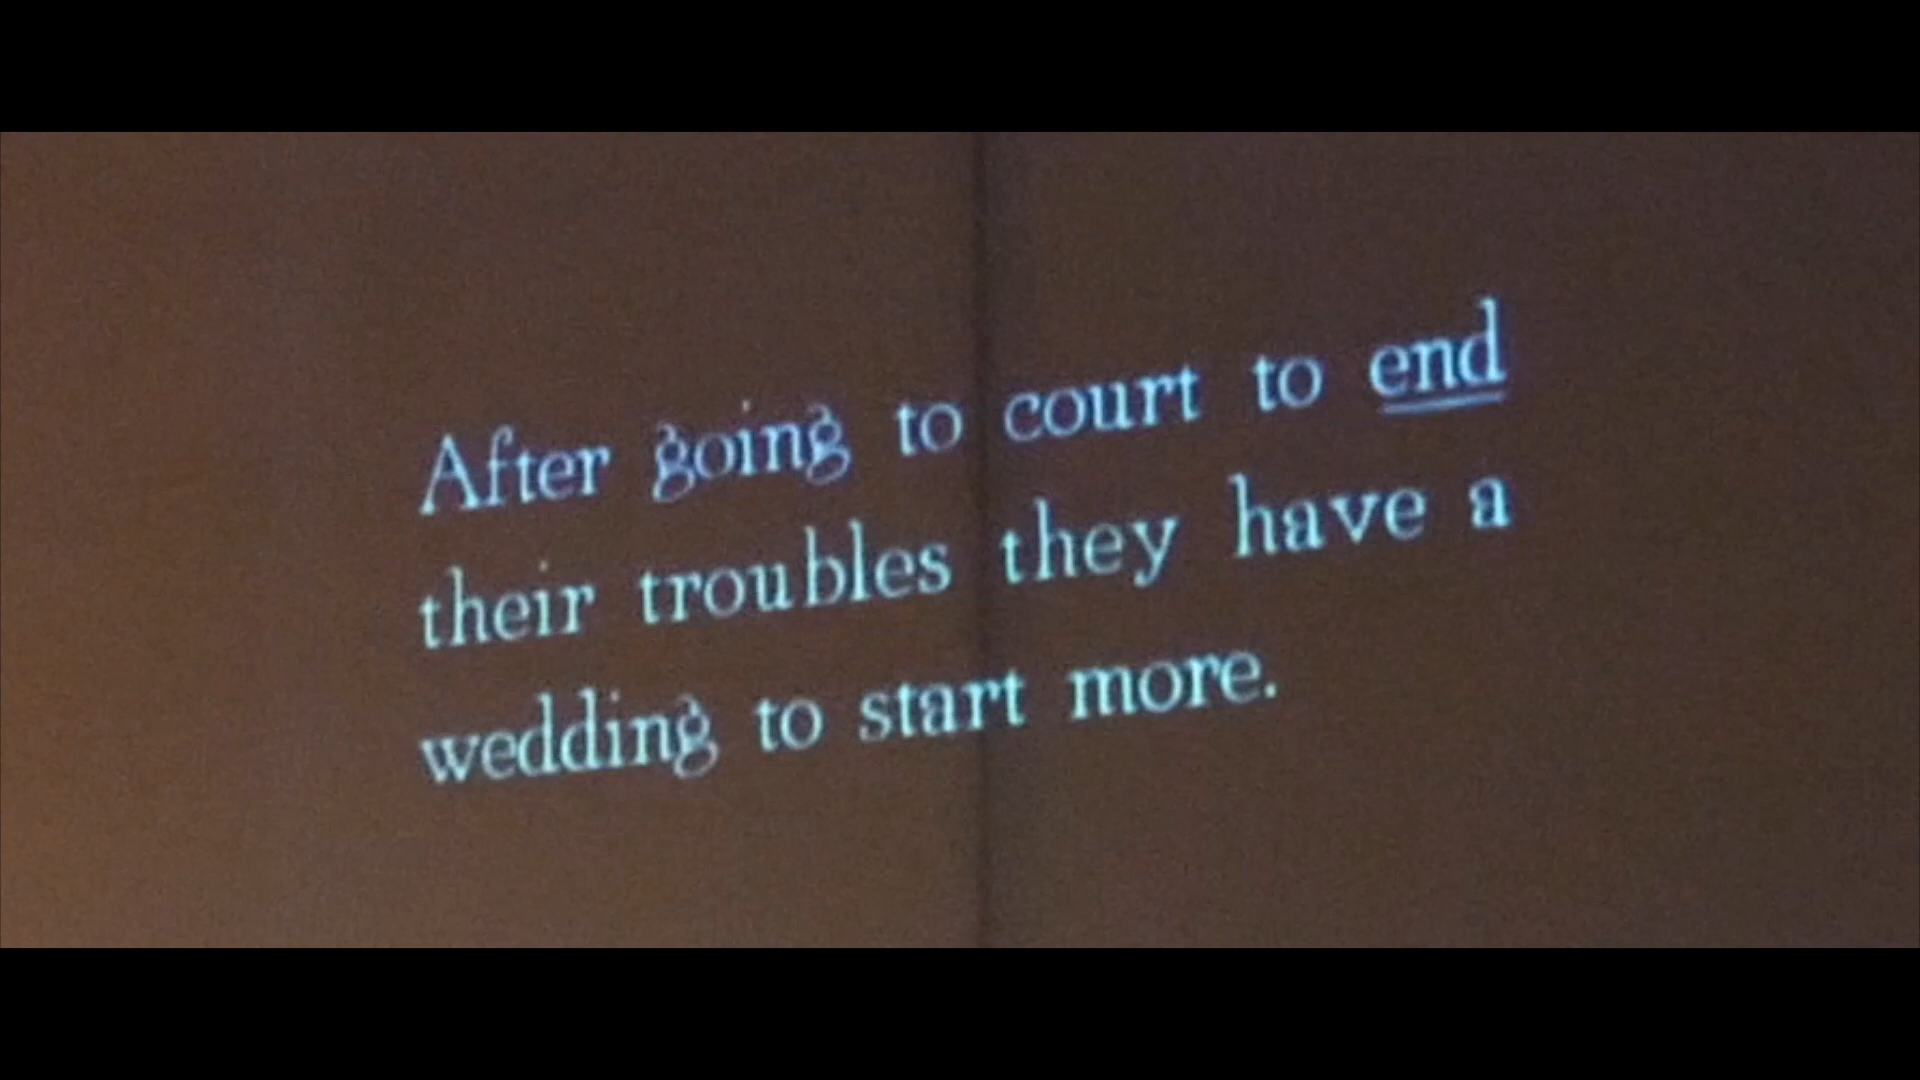 After going to court to end
their troubles they have a
wedding to start more.